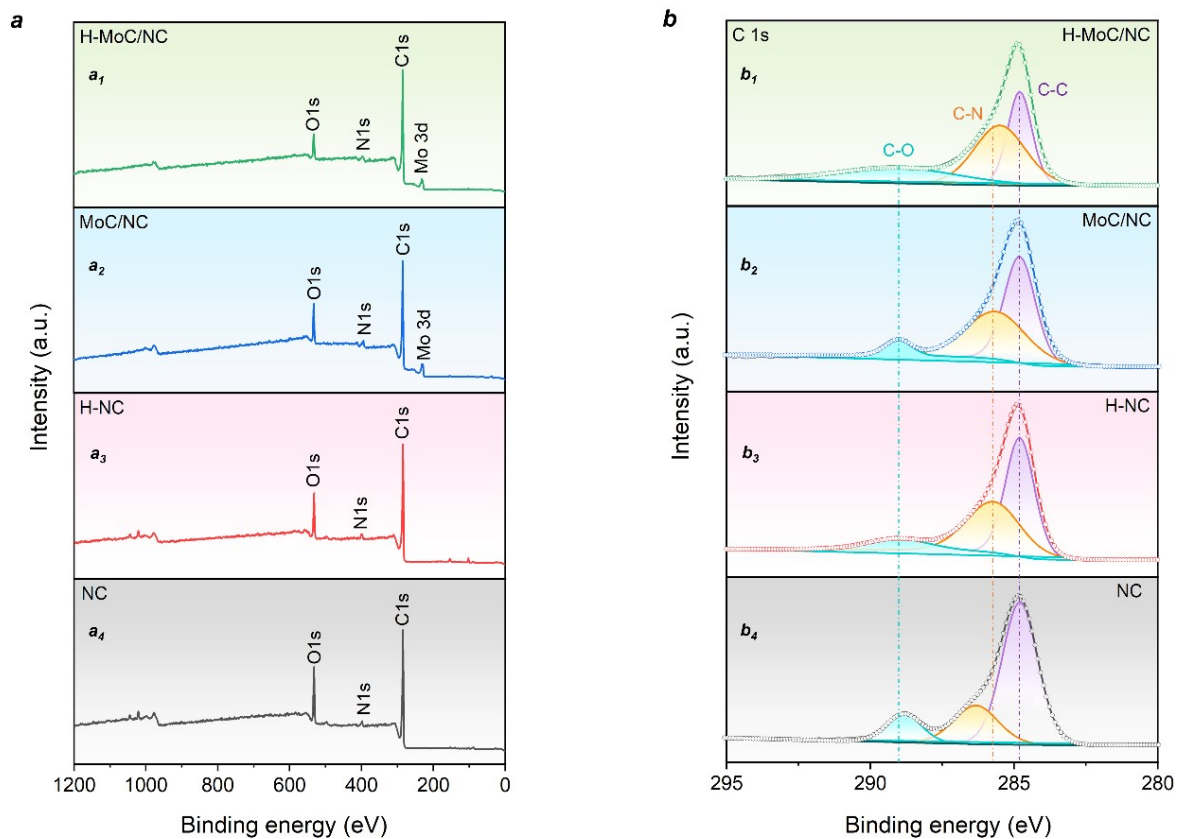 a
H-MoC/NC
a1
O1s
N1s
C1s
Mo 3d
MoC/NC
a2
O1s
N1s
C1s
Mo 3d
H-NC
a3
O1s
N1s
C1s
NC
a4
O1s
N1s
C1s
1200 1000 800 600 400 200 0
Binding energy (eV)
Intensity (a.u.)
b
C 1s
H-MoC/NC
b1
C-O
C-N
C-C
MoC/NC
b2
H-NC
b3
NC
b4
295 290 285 280
Binding energy (eV)
Intensity (a.u.)